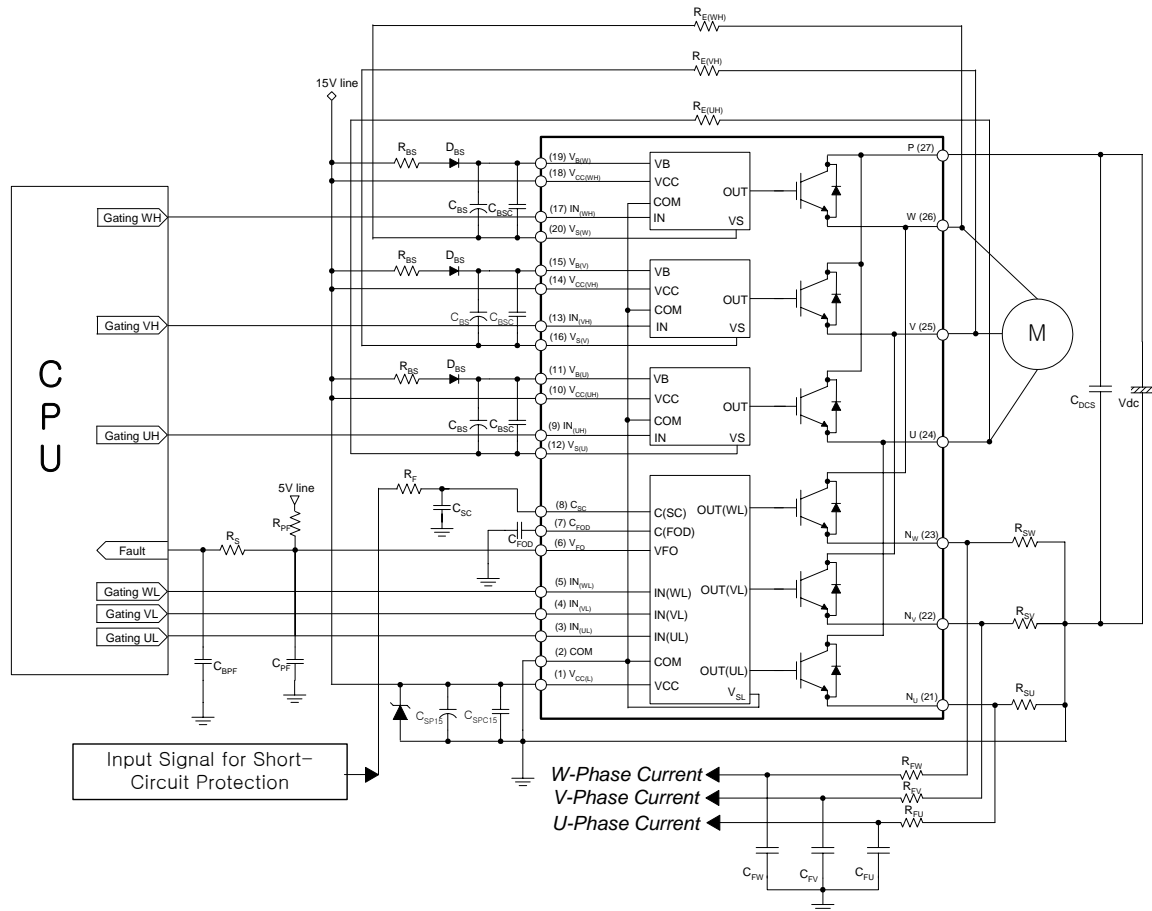 R_E(WH)
R_E(VH)
15V line
R_E(UH)
R_BS
D_BS
(19) V_B(W)
VB
P (27)
(18) V_CC(WH)
VCC
OUT
COM
C_BS
C_BSC
Gating WH
(17) IN_(WH)
IN
VS
W (26)
(20) V_S(W)
R_BS
D_BS
(15) V_B(V)
VB
(14) V_CC(VH)
VCC
OUT
COM
C_BS
C_BSC
Gating VH
(13) IN_(VH)
IN
VS
V (25)
(16) V_S(V)
M
CPU
R_BS
D_BS
(11) V_B(U)
VB
(10) V_CC(UH)
VCC
OUT
COM
C_BS
C_BSC
C_DCS
Vdc
Gating UH
(9) IN_(UH)
IN
VS
U (24)
(12) V_S(U)
R_F
5V line
C_SC
(8) C_SC
C(SC)
OUT(WL)
R_PF
(7) C_FOD
C(FOD)
C_FOD
R_S
Fault
(6) V_FO
VFO
N_W (23)
R_SW
Gating WL
(5) IN_(WL)
IN(WL)
OUT(VL)
Gating VL
(4) IN_(VL)
IN(VL)
N_V (22)
R_SV
Gating UL
(3) IN_(UL)
IN(UL)
C_BPF
C_PF
(2) COM
COM
OUT(UL)
(1) V_CC(L)
VCC
V_SL
N_U (21)
R_SU
C_SP15
C_SPC15
Input Signal for Short-
Circuit Protection
W-Phase Current
R_FW
V-Phase Current
R_FV
U-Phase Current
R_FU
C_FW
C_FV
C_FU